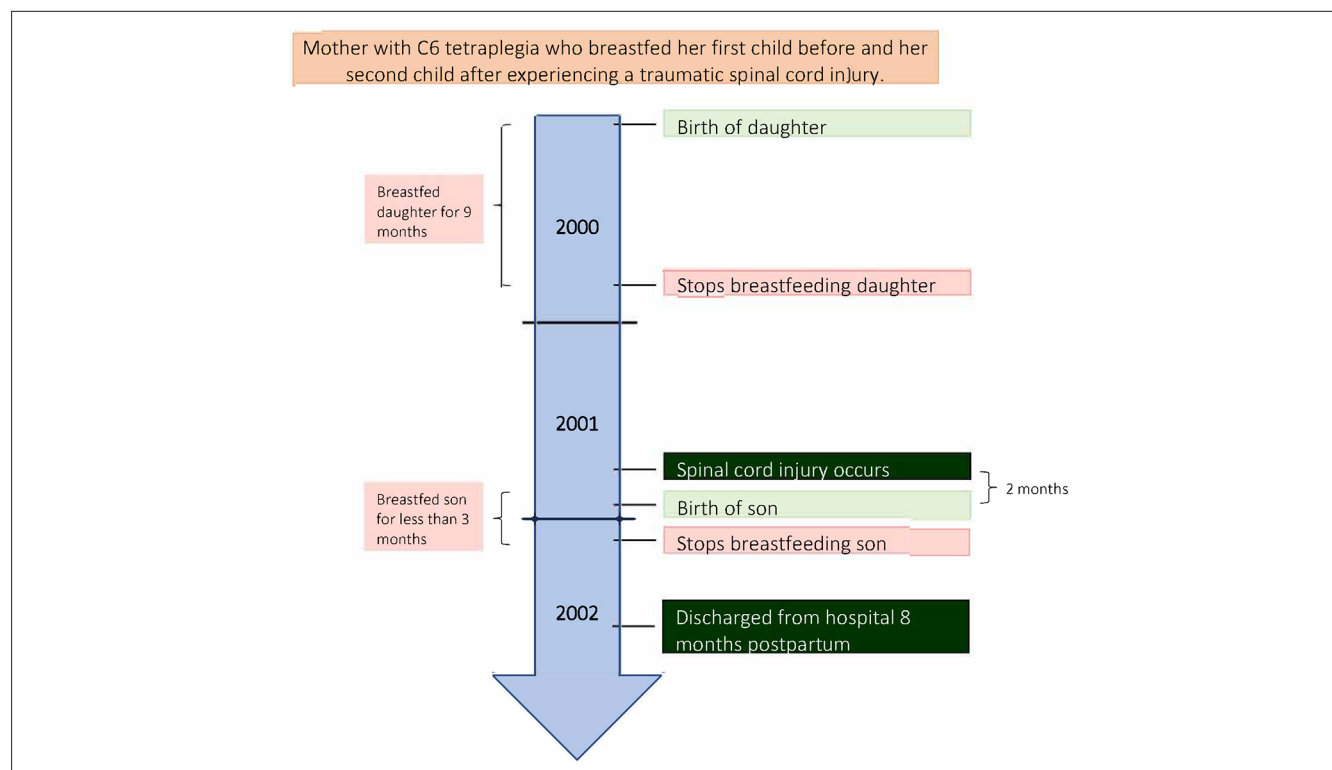 Mother with C6 tetraplegia who breastfed her first child before and her
second child after experiencing a traumatic spinal cord injury.
Birth of daughter
Breastfed
daughter for 9
months
2000
Stops breastfeeding daughter
2001
Spinal cord injury occurs
2 months
Breastfed son
for less than 3
months
Birth of son
Stops breastfeeding son
2002
Discharged from hospital 8
months postpartum